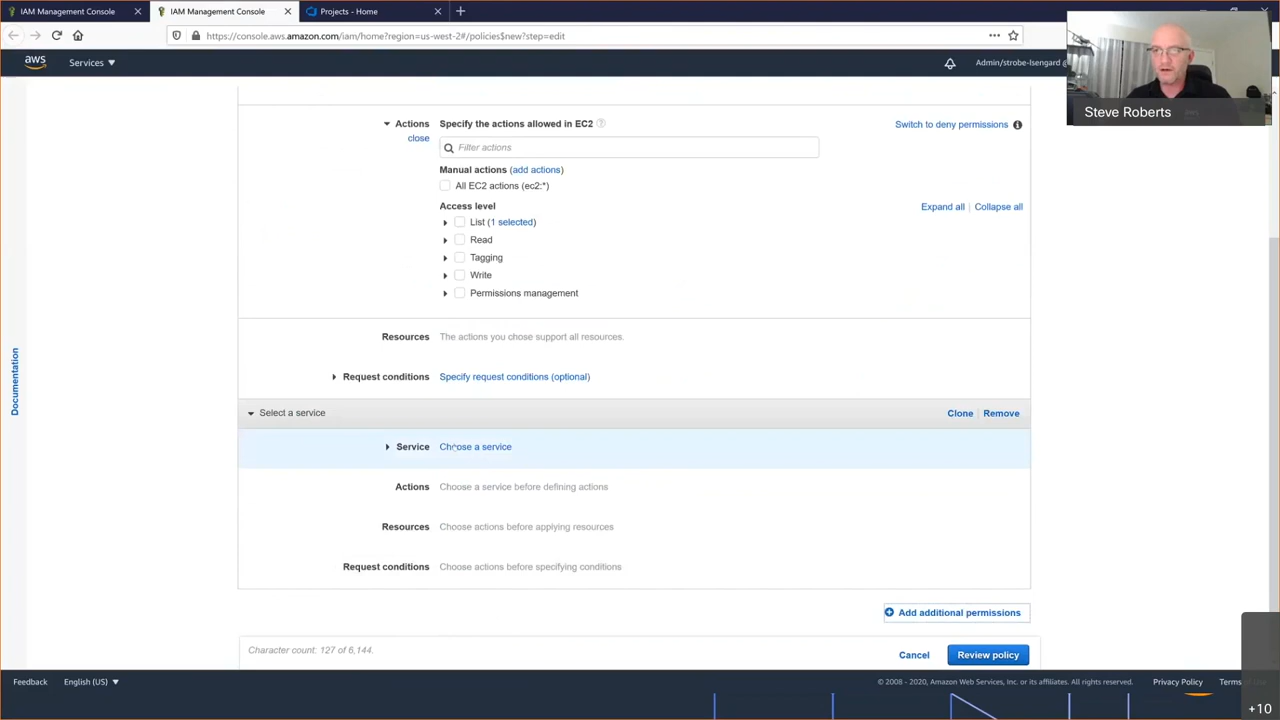 IAM Management Console
IAM Management Console
Projects - Home
https://console.aws.amazon.com/iam/home?region=us-west-2#/policies$new?step=edit
aws
Services
Admin/strobe-Isengard @
Steve Roberts
Actions
close
Specify the actions allowed in EC2
Switch to deny permissions
Filter actions
Manual actions (add actions)
All EC2 actions (ec2:*)
Access level
Expand all | Collapse all
List (1 selected)
Read
Tagging
Write
Permissions management
Resources The actions you chose support all resources.
Request conditions Specify request conditions (optional)
Select a service
Clone Remove
Service Choose a service
Actions Choose a service before defining actions
Resources Choose actions before applying resources
Request conditions Choose actions before specifying conditions
Add additional permissions
Character count: 127 of 6,144.
Cancel
Review policy
Documentation
Feedback
English (US)
© 2008 - 2020, Amazon Web Services, Inc. or its affiliates. All rights reserved.
Privacy Policy
Terms
+10